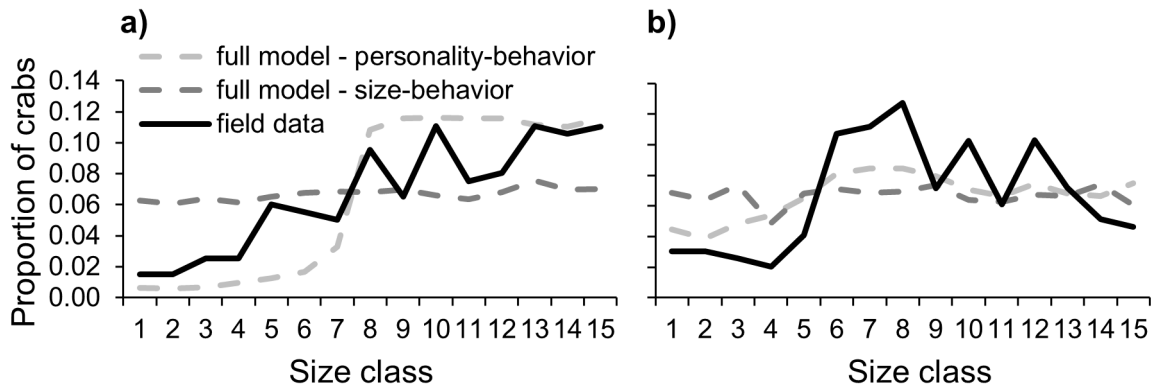 a)
b)
full model - personality-behavior
full model - size-behavior
field data
Proportion of crabs
0.14
0.12
0.10
0.08
0.06
0.04
0.02
0.00
1 2 3 4 5 6 7 8 9 10 11 12 13 14 15
1 2 3 4 5 6 7 8 9 10 11 12 13 14 15
Size class
Size class